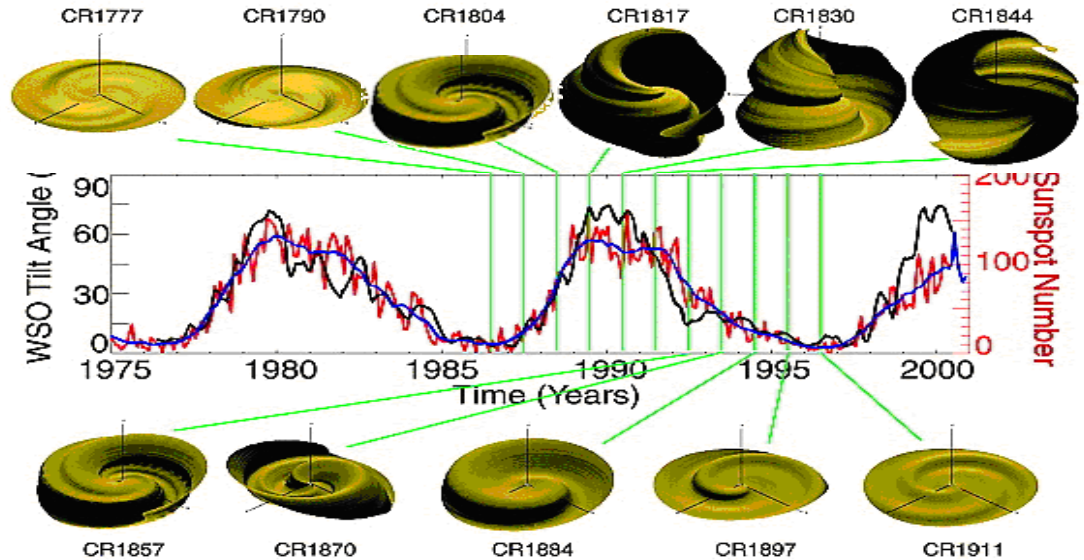 CR1777 CR1790 CR1804 CR1817 CR1830 CR1844
WSO Tilt Angle (
90
60
30
0
200
100
0
Sunspot Number
1975 1980 1985 1990 1995 2000
Time (Years)
CR1857 CR1870 CR1884 CR1897 CR1911